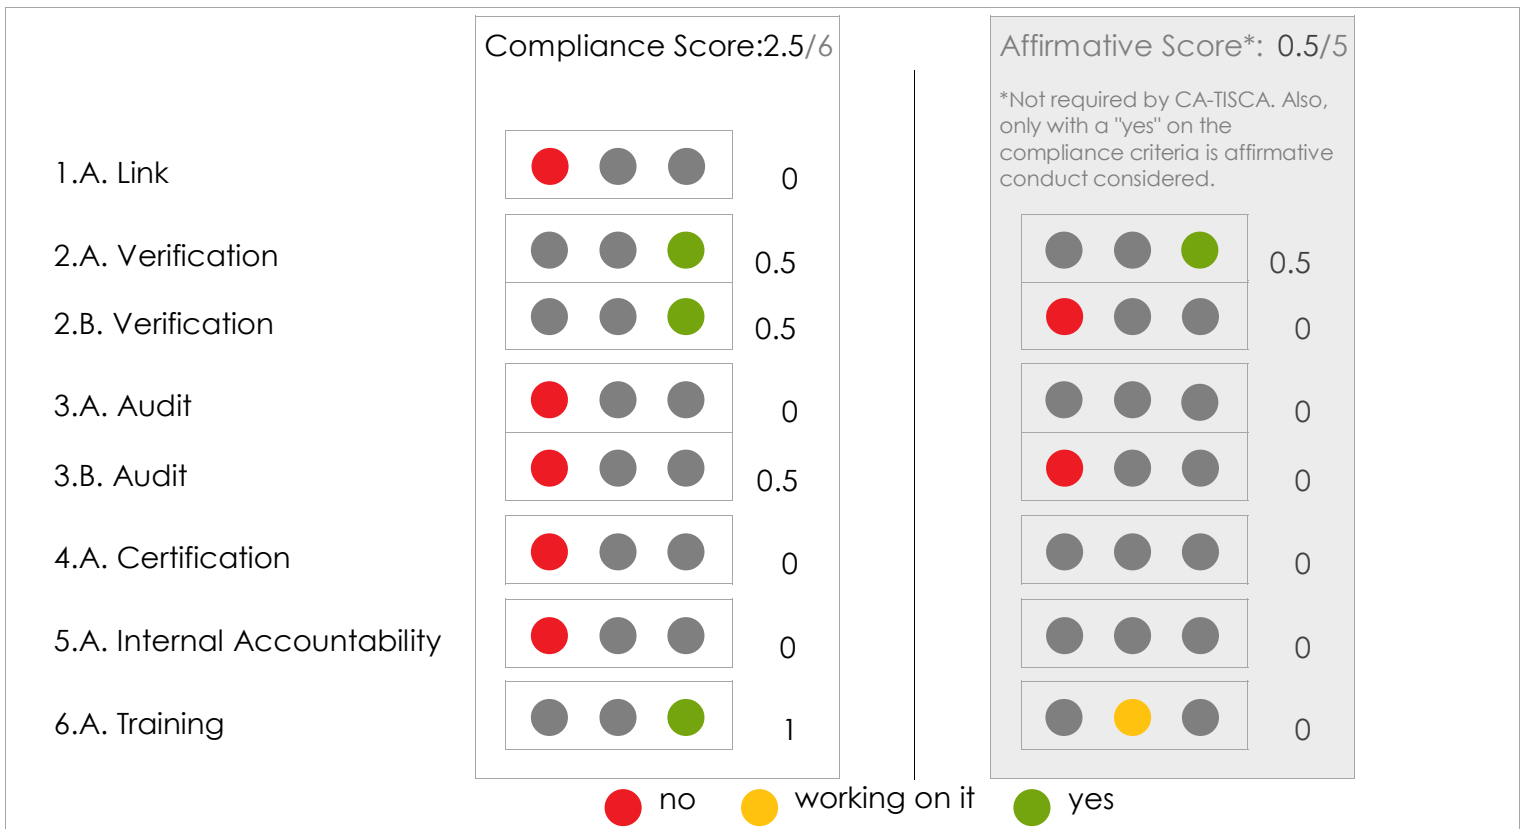 Compliance Score:2.5/6
Affirmative Score*: 0.5/5
*Not required by CA-TISCA. Also,
only with a "yes" on the
compliance criteria is affirmative
conduct considered.
1.A. Link 0
2.A. Verification 0.5 0.5
2.B. Verification 0.5 0
3.A. Audit 0 0
3.B. Audit 0.5 0
4.A. Certification 0 0
5.A. Internal Accountability 0 0
6.A. Training 1 0
no working on it yes